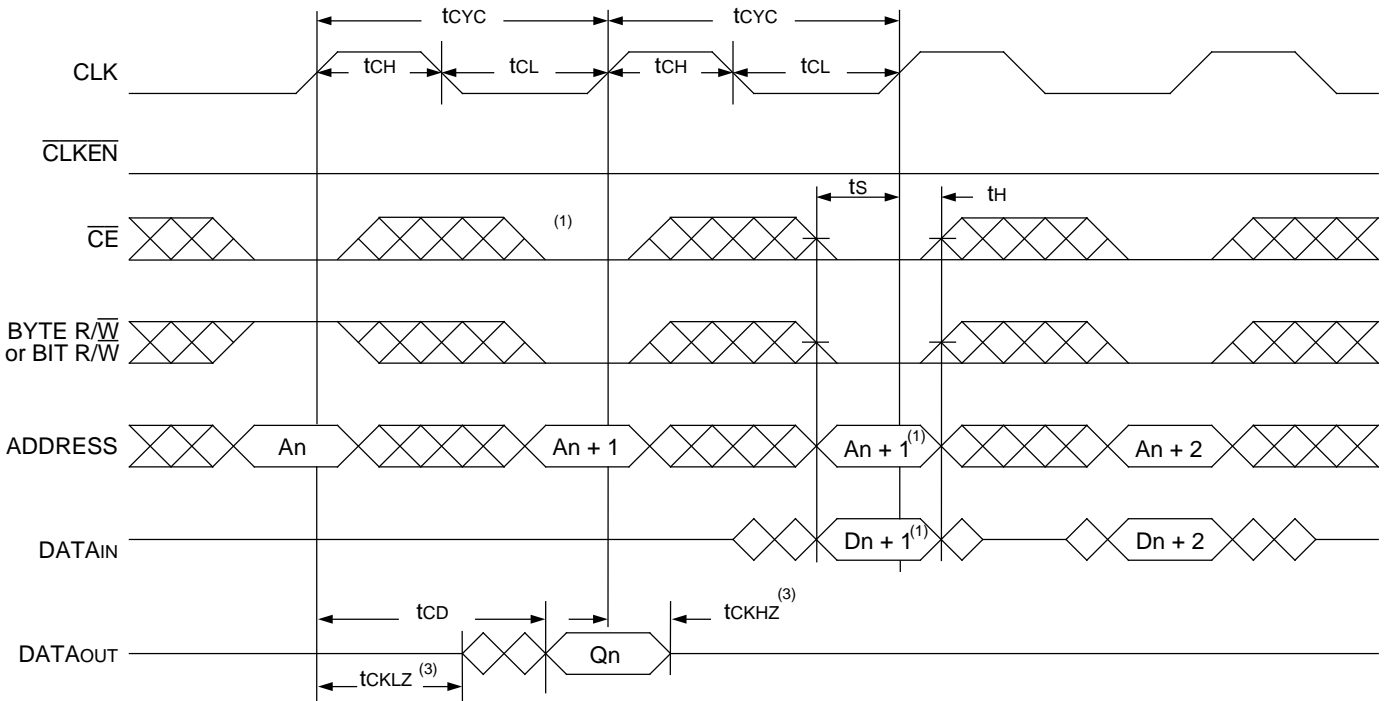 tCYC tCYC
CLK tCH tCL tCH tCL
CLKEN
tS tH
CE (1)
BYTE R/W
or BIT R/W
ADDRESS An An + 1 An + 1(1) An + 2
DATAIN Dn + 1(1) Dn + 2
tCD tCKHZ(3)
DATAOUT Qn
tCKLZ (3)